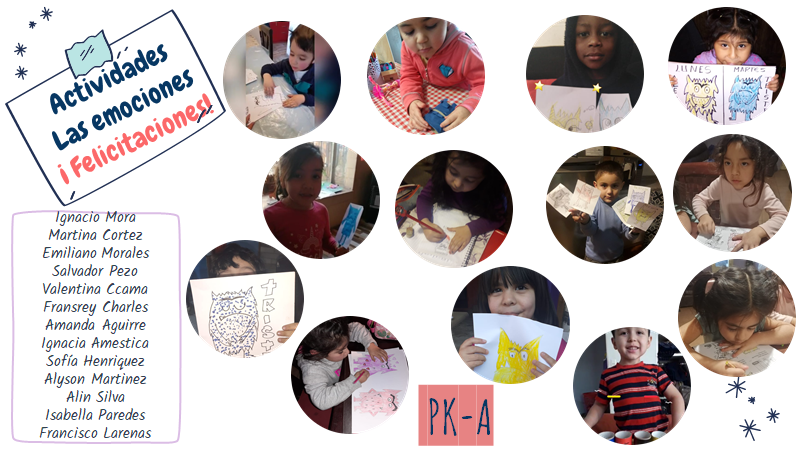 Actividades
Las emociones
¡ Felicitaciones!
LUNES
MARTES
Ignacio Mora
Martina Cortez
Emiliano Morales
Salvador Pezo
Valentina Ccama
Fransrey Charles
Amanda Aguirre
Ignacia Amestica
Sofía Henriquez
Alyson Martinez
Alin Silva
Isabella Paredes
Francisco Larenas
PK-A